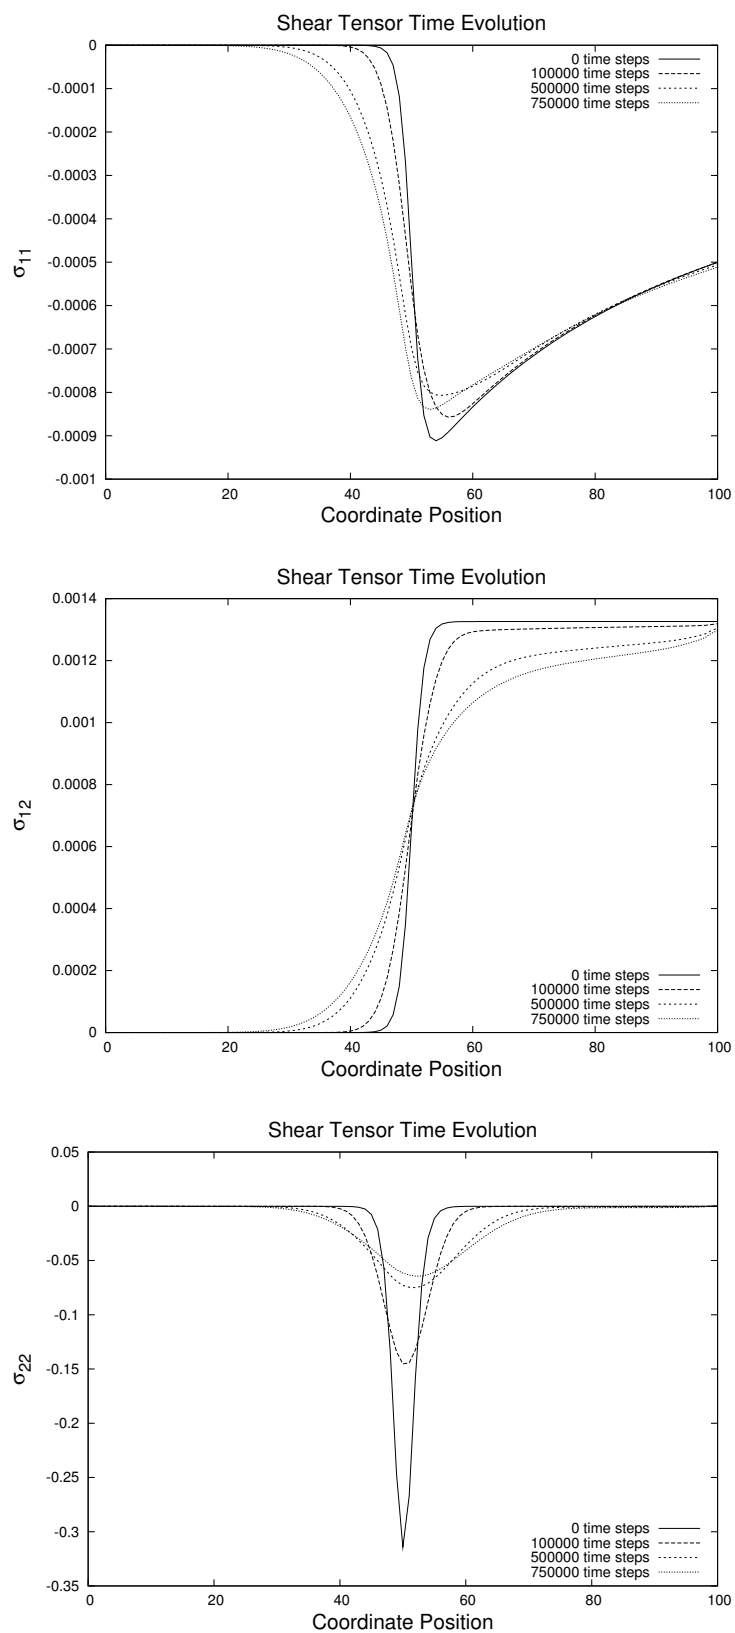 Shear Tensor Time Evolution
0
-0.0001
-0.0002
-0.0003
-0.0004
-0.0005
-0.0006
-0.0007
-0.0008
-0.0009
-0.001
σ11
0 time steps
100000 time steps
500000 time steps
750000 time steps
0 20 40 60 80 100
Coordinate Position
Shear Tensor Time Evolution
0.0014
0.0012
0.001
0.0008
0.0006
0.0004
0.0002
0
σ12
0 time steps
100000 time steps
500000 time steps
750000 time steps
0 20 40 60 80 100
Coordinate Position
Shear Tensor Time Evolution
0.05
0
-0.05
-0.1
-0.15
-0.2
-0.25
-0.3
-0.35
σ22
0 time steps
100000 time steps
500000 time steps
750000 time steps
0 20 40 60 80 100
Coordinate Position